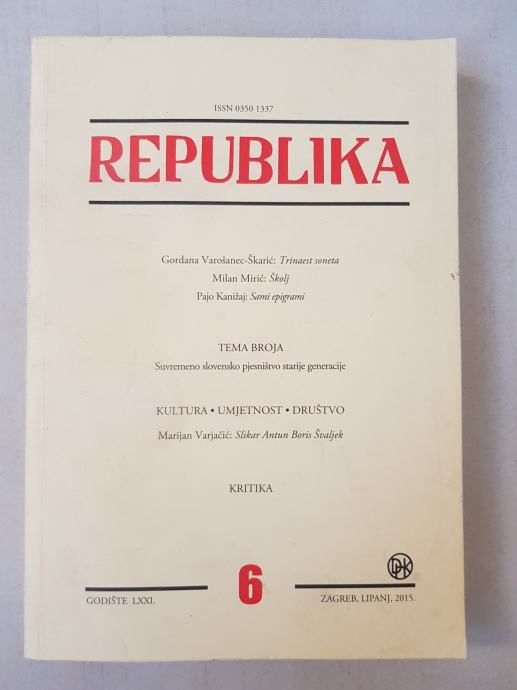 ISSN 0350 1337
REPUBLIKA
Gordana Varošanec-Škarić: Trinaest soneta
Milan Mirić: Školj
Pajo Kanižaj: Sami epigrami
TEMA BROJA
Suvremeno slovensko pjesništvo starije generacije
KULTURA • UMJETNOST • DRUŠTVO
Marijan Varjačić: Slikar Antun Boris Švaljek
KRITIKA
DHK
GODIŠTE LXXI.
6
ZAGREB, LIPANJ, 2015.